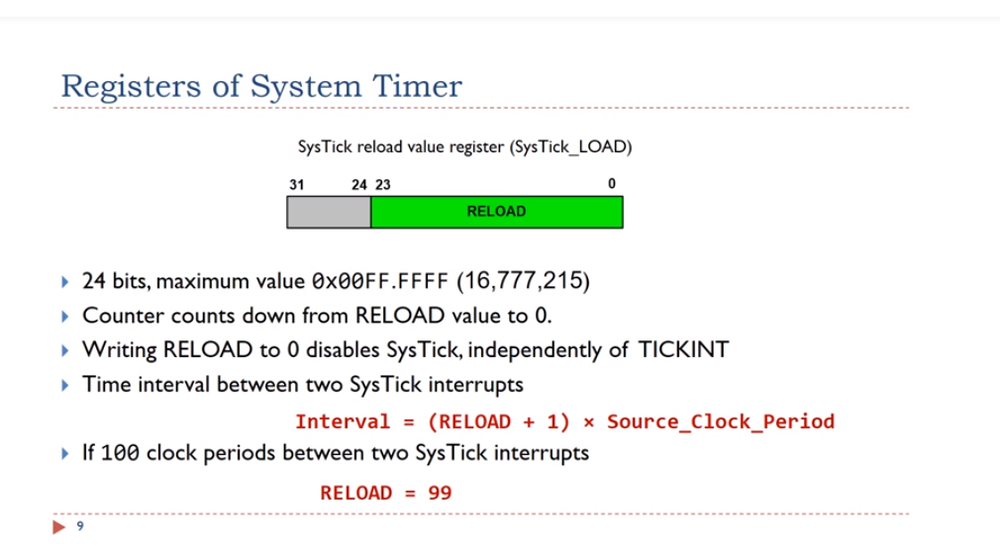 Registers of System Timer
SysTick reload value register (SysTick_LOAD)
31 24 23 0
RELOAD
24 bits, maximum value 0x00FF.FFFF (16,777,215)
Counter counts down from RELOAD value to 0.
Writing RELOAD to 0 disables SysTick, independently of TICKINT
Time interval between two SysTick interrupts
Interval = (RELOAD + 1) × Source_Clock_Period
If 100 clock periods between two SysTick interrupts
RELOAD = 99
9